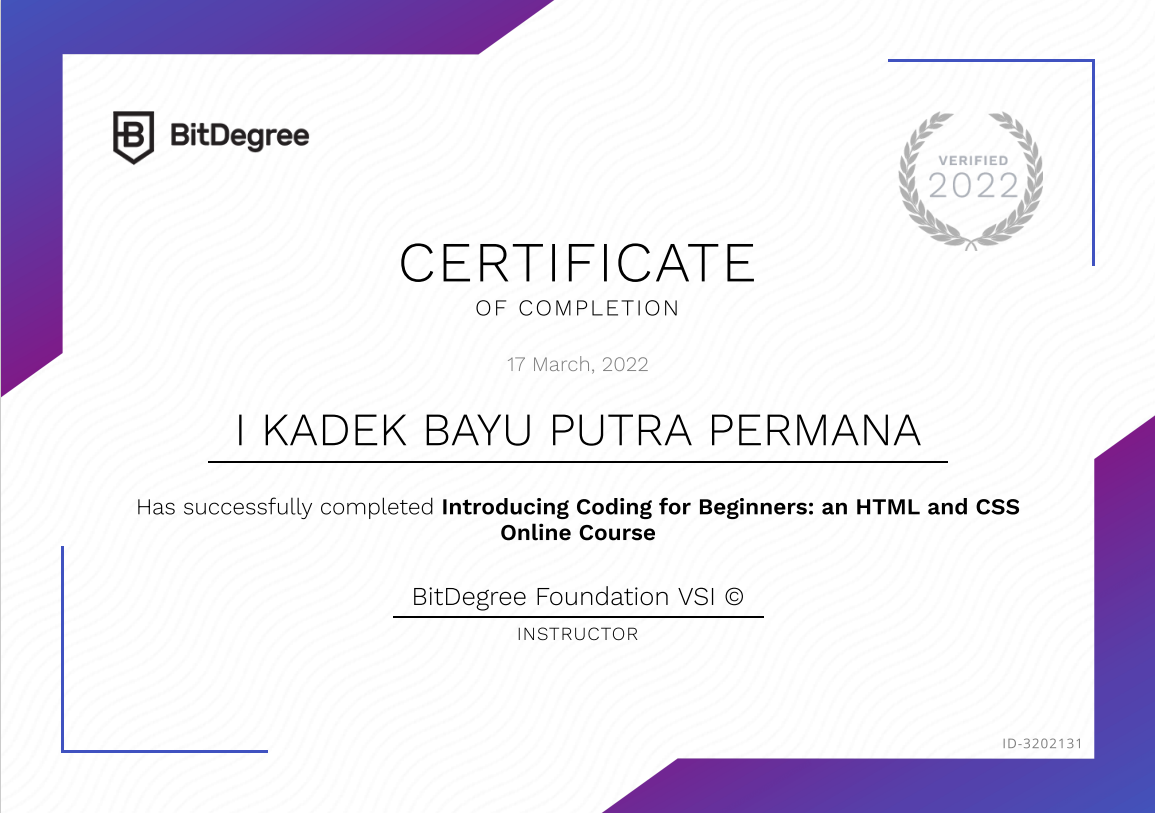 BitDegree
VERIFIED
2022
CERTIFICATE
OF COMPLETION
17 March, 2022
I KADEK BAYU PUTRA PERMANA
Has successfully completed Introducing Coding for Beginners: an HTML and CSS
Online Course
BitDegree Foundation VSI ©
INSTRUCTOR
ID-3202131